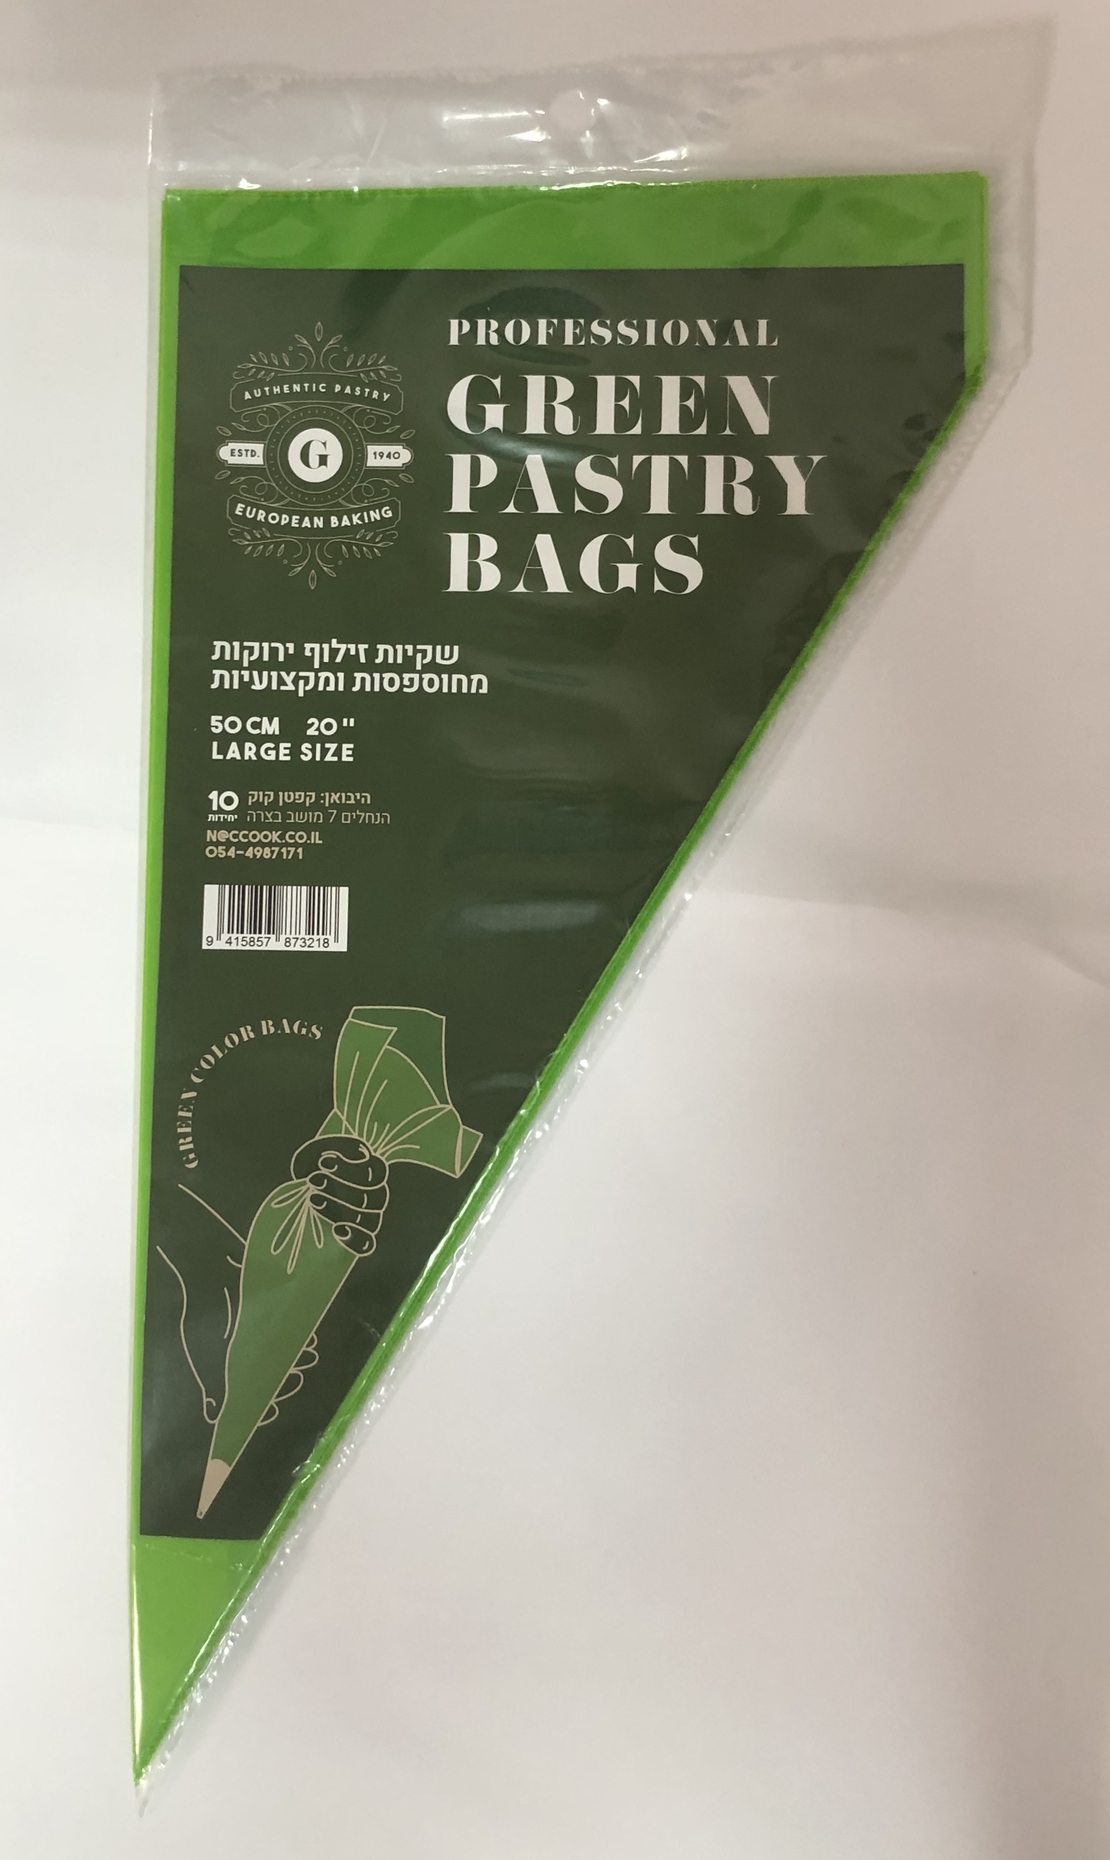 PROFESSIONAL
GREEN
PASTRY
BAGS
AUTHENTIC PASTRY
ESTD. G 1940
EUROPEAN BAKING
שקיות זילוף ירוקות
מחוספסות ומקצועיות
50 CM 20"
LARGE SIZE
10 יחידות
היבואן: קפטן קוק
הנחלים 7 מושב בצרה
N@CCOOK.CO.IL
054-4987171
9 415857 873218
GREEN COLOR BAGS